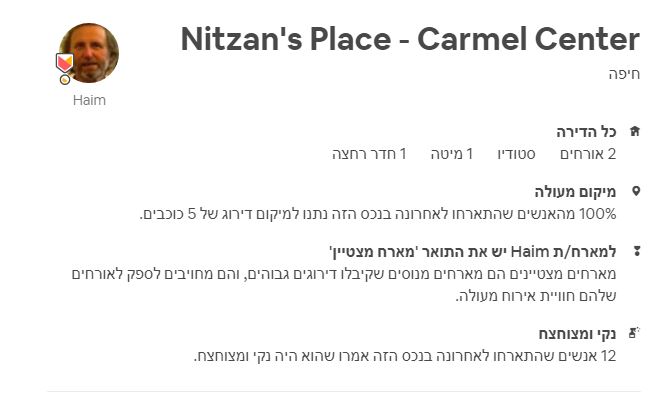 Nitzan's Place - Carmel Center
חיפה
Haim
כל הדירה
2 אורחים סטודיו 1 מיטה 1 חדר רחצה
מיקום מעולה
100% מהאנשים שהתארחו לאחרונה בנכס הזה נתנו למיקום דירוג של 5 כוכבים.
למארח/ת Haim יש את התואר 'מארח מצטיין'
מארחים מצטיינים הם מארחים מנוסים שקיבלו דירוגים גבוהים, והם מחויבים לספק לאורחים
שלהם חוויית אירוח מעולה.
נקי ומצוחצח
12 אנשים שהתארחו לאחרונה בנכס הזה אמרו שהוא היה נקי ומצוחצח.